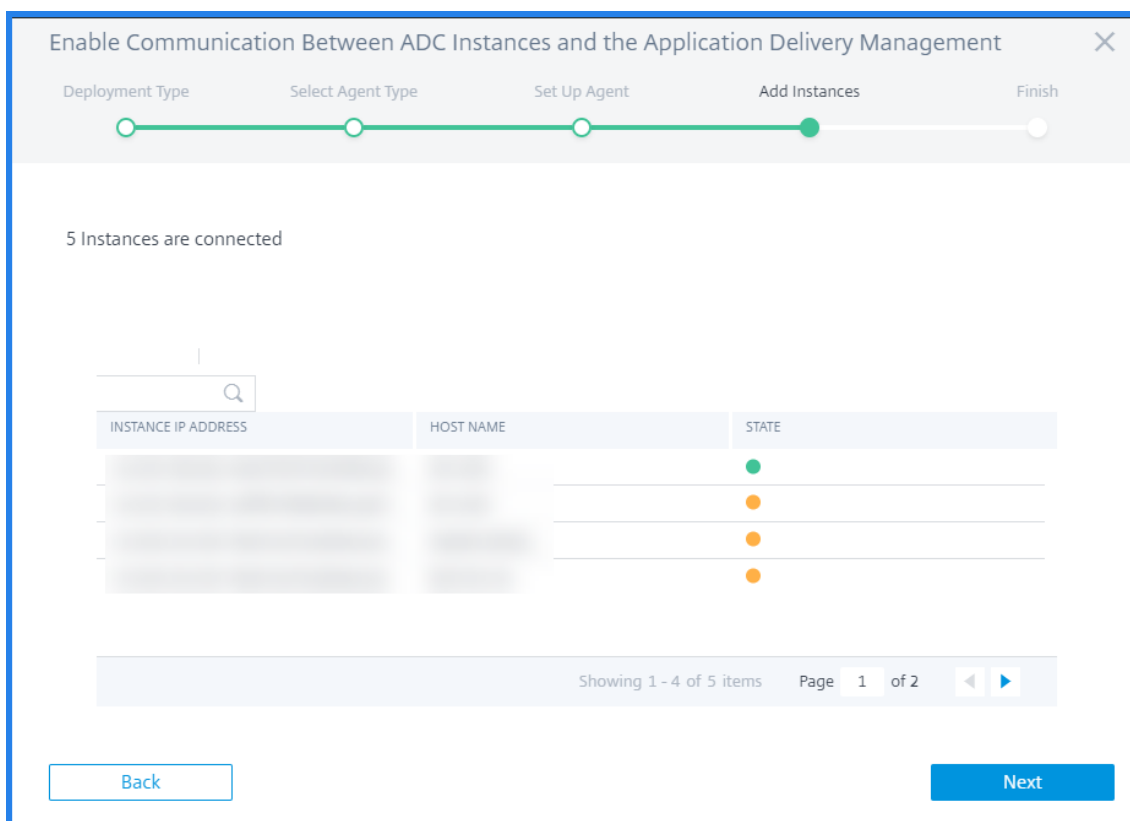 Enable Communication Between ADC Instances and the Application Delivery Management
Deployment Type Select Agent Type Set Up Agent Add Instances Finish
5 Instances are connected
INSTANCE IP ADDRESS HOST NAME STATE
Showing 1 - 4 of 5 items Page 1 of 2
Back Next